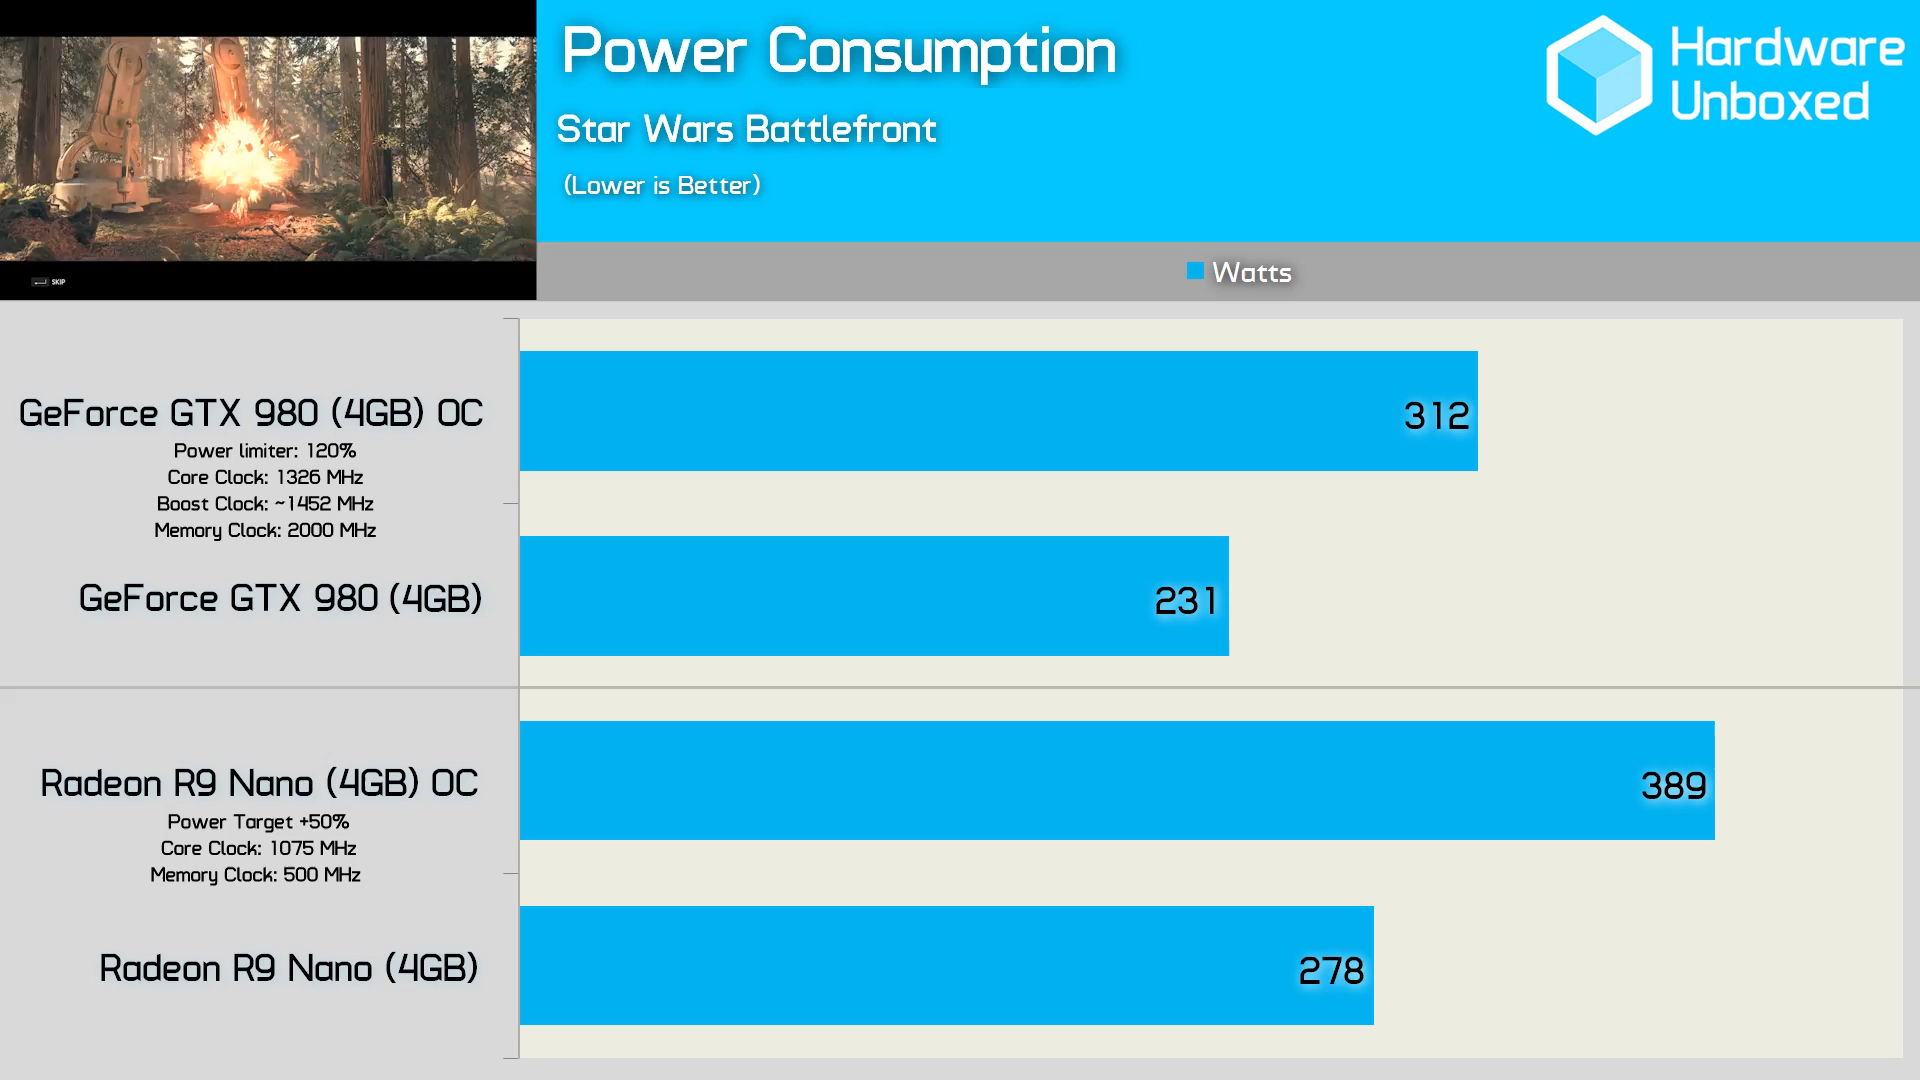 Power Consumption
Star Wars Battlefront
(Lower is Better)
Hardware
Unboxed
SKIP
Watts
GeForce GTX 980 (4GB) OC
Power limiter: 120%
Core Clock: 1326 MHz
Boost Clock: ~1452 MHz
Memory Clock: 2000 MHz
312
GeForce GTX 980 (4GB)
231
Radeon R9 Nano (4GB) OC
Power Target +50%
Core Clock: 1075 MHz
Memory Clock: 500 MHz
389
Radeon R9 Nano (4GB)
278